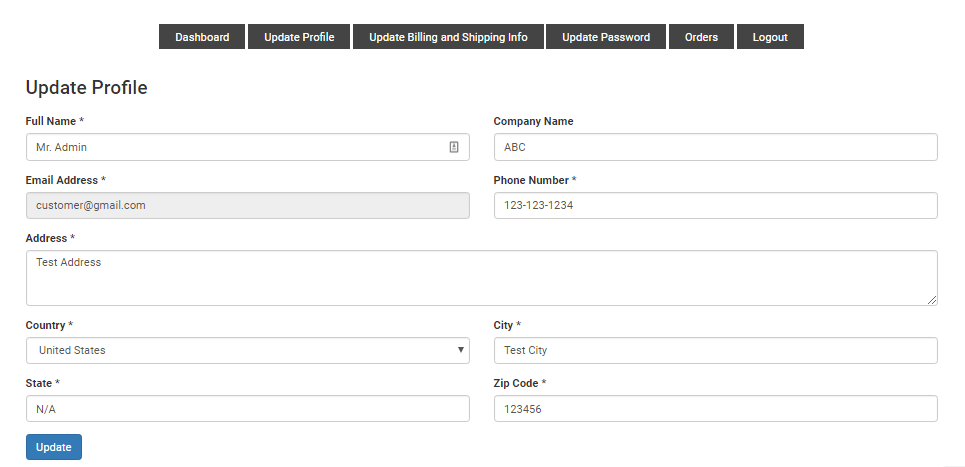 Dashboard Update Profile Update Billing and Shipping Info Update Password Orders Logout
Update Profile
Full Name * Company Name
Mr. Admin ABC
Email Address * Phone Number *
customer@gmail.com 123-123-1234
Address *
Test Address
Country * City *
United States Test City
State * Zip Code *
N/A 123456
Update